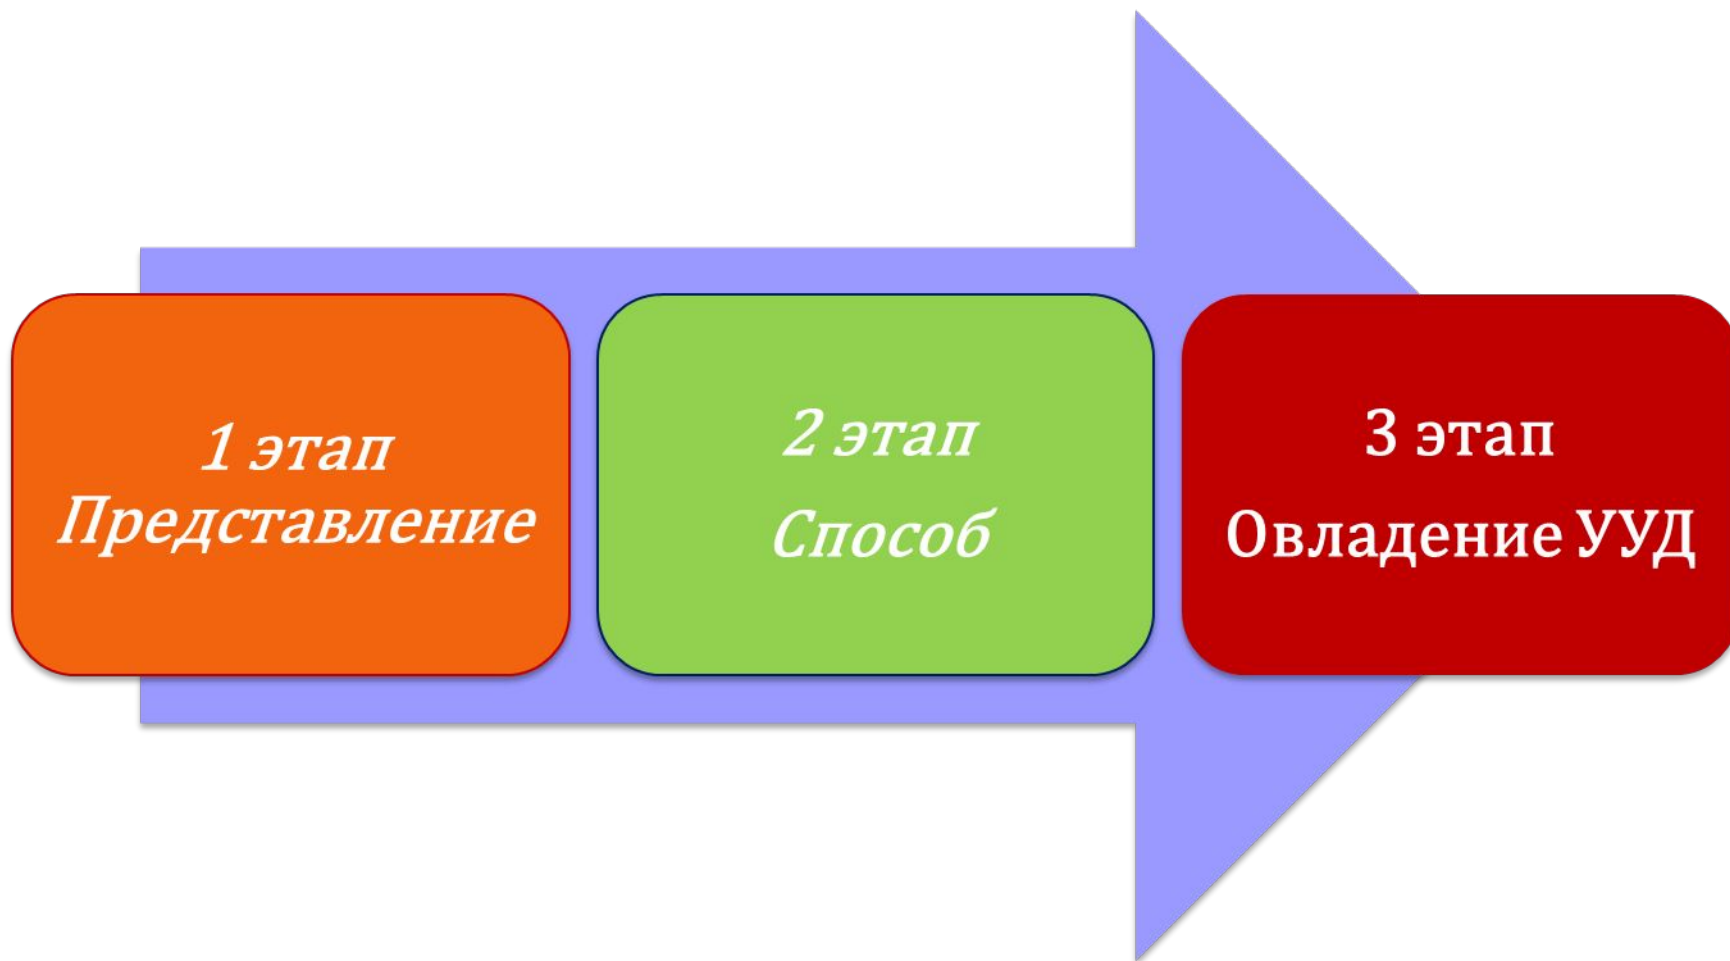 1 этап
Представление
2 этап
Способ
3 этап
Овладение УУД